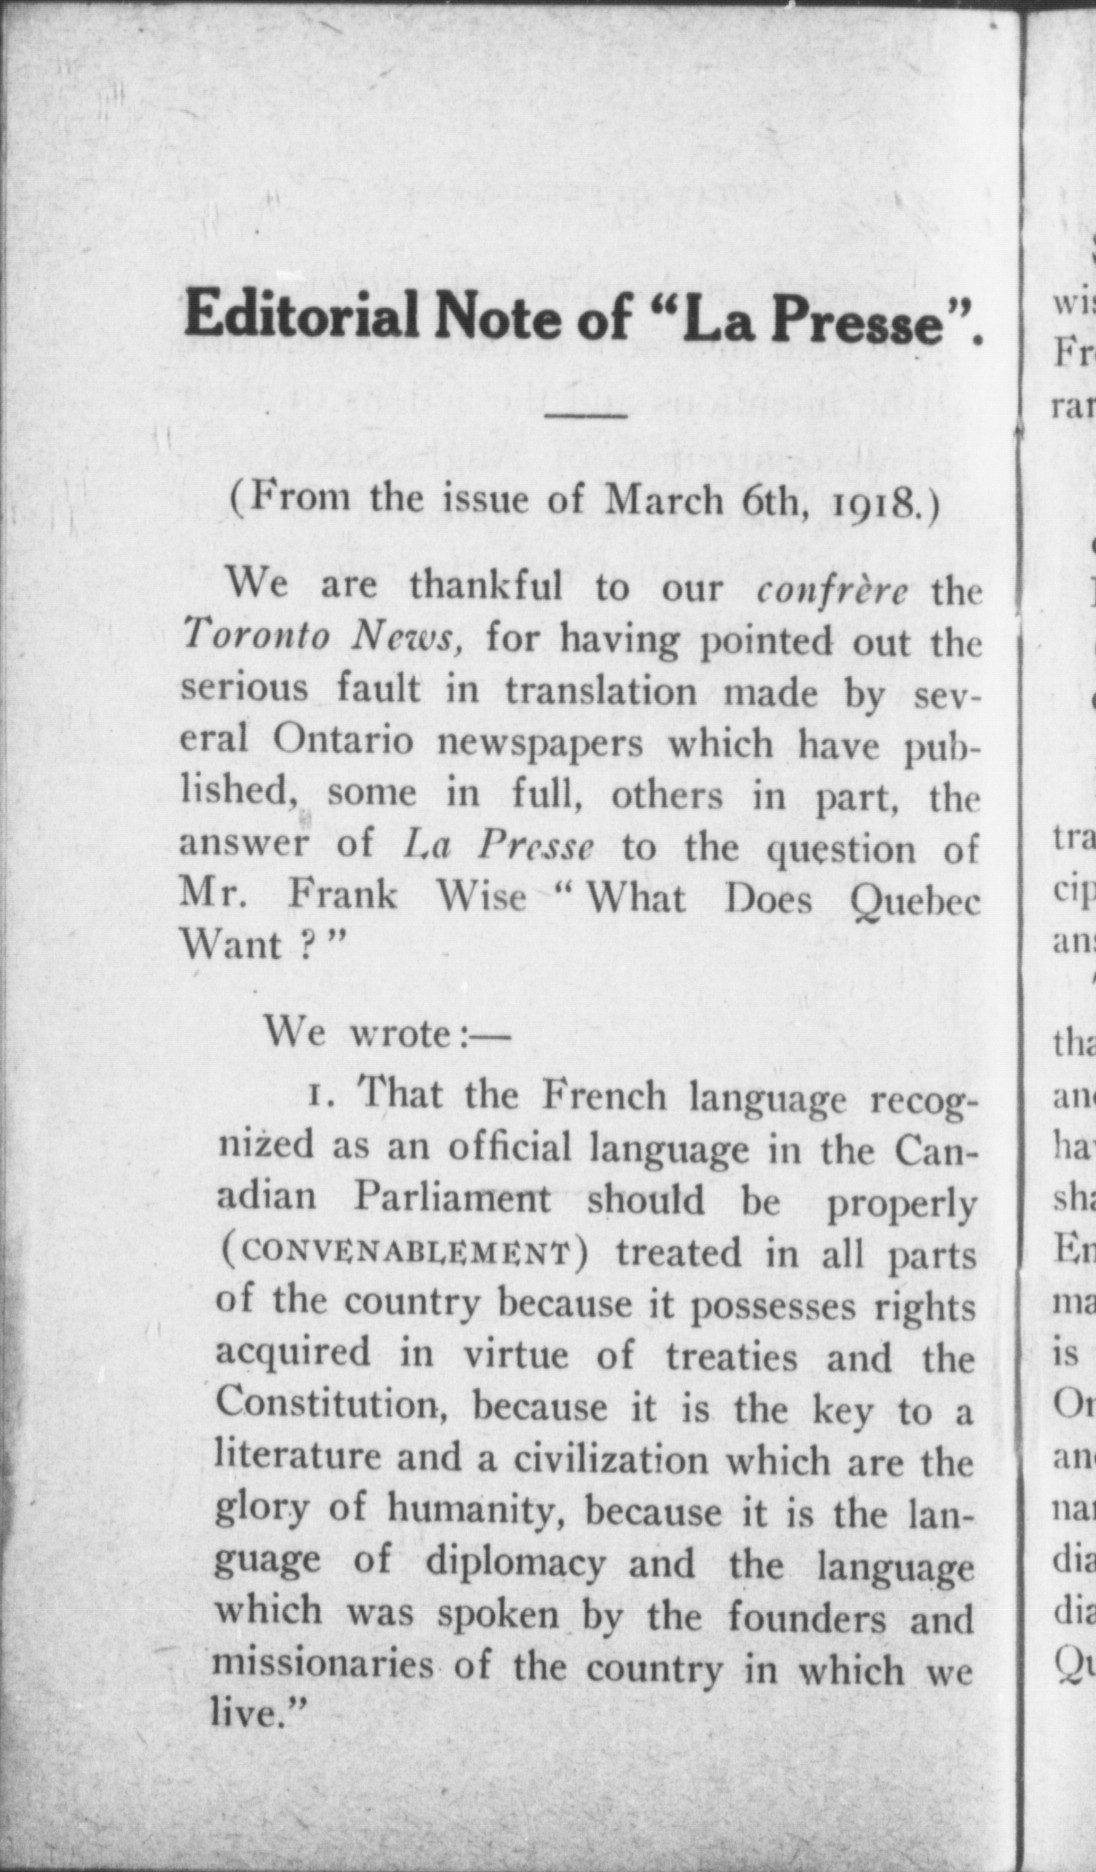 Editorial Note of “La Presse”.
(From the issue of March 6th, 1918.)
We are thankful to our confrère the
Toronto News, for having pointed out the
serious fault in translation made by sev-
eral Ontario newspapers which have pub-
lished, some in full, others in part, the
answer of La Presse to the question of
Mr. Frank Wise “What Does Quebec
Want ?”
We wrote :—
1. That the French language recog-
nized as an official language in the Can-
adian Parliament should be properly
(CONVENABLEMENT) treated in all parts
of the country because it possesses rights
acquired in virtue of treaties and the
Constitution, because it is the key to a
literature and a civilization which are the
glory of humanity, because it is the lan-
guage of diplomacy and the language
which was spoken by the founders and
missionaries of the country in which we
live.”